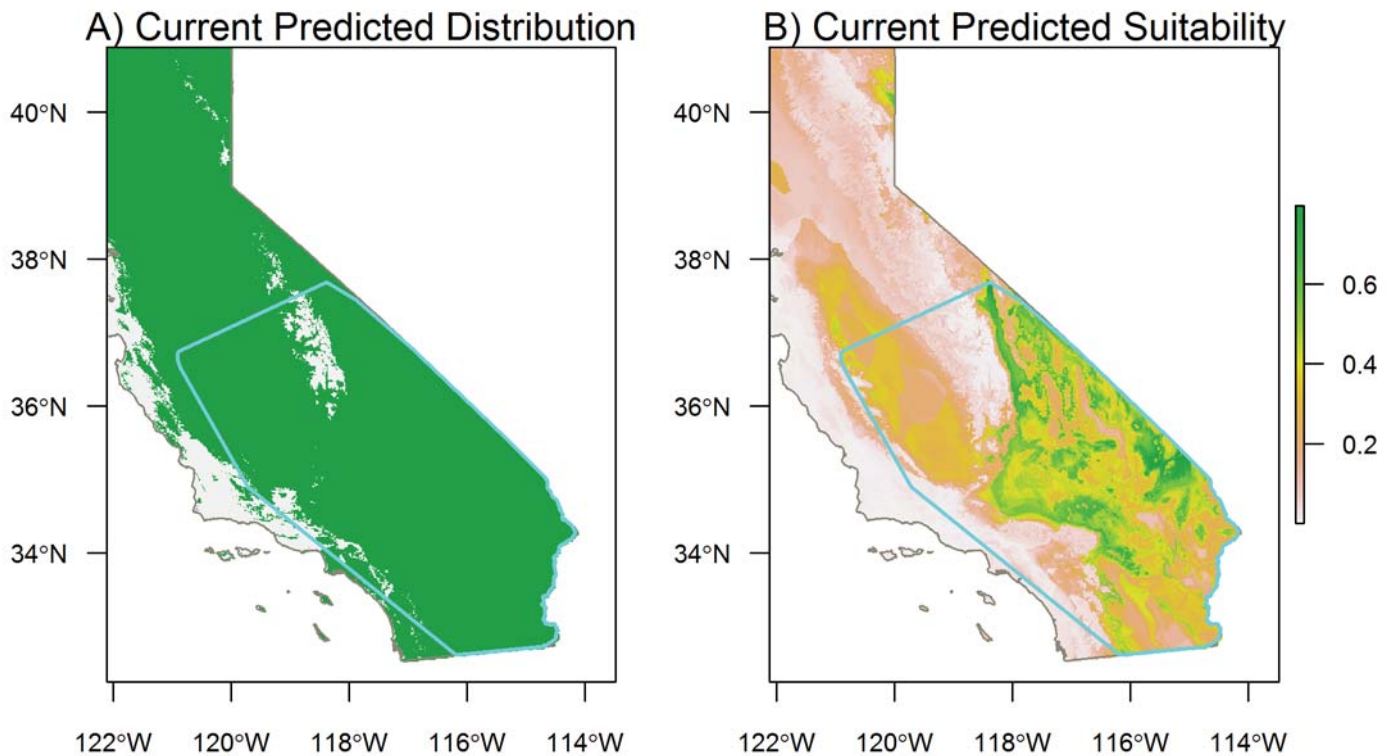 A) Current Predicted Distribution
40°N
38°N
36°N
34°N
122°W 120°W 118°W 116°W 114°W
B) Current Predicted Suitability
40°N
38°N
36°N
34°N
122°W 120°W 118°W 116°W 114°W
0.6
0.4
0.2